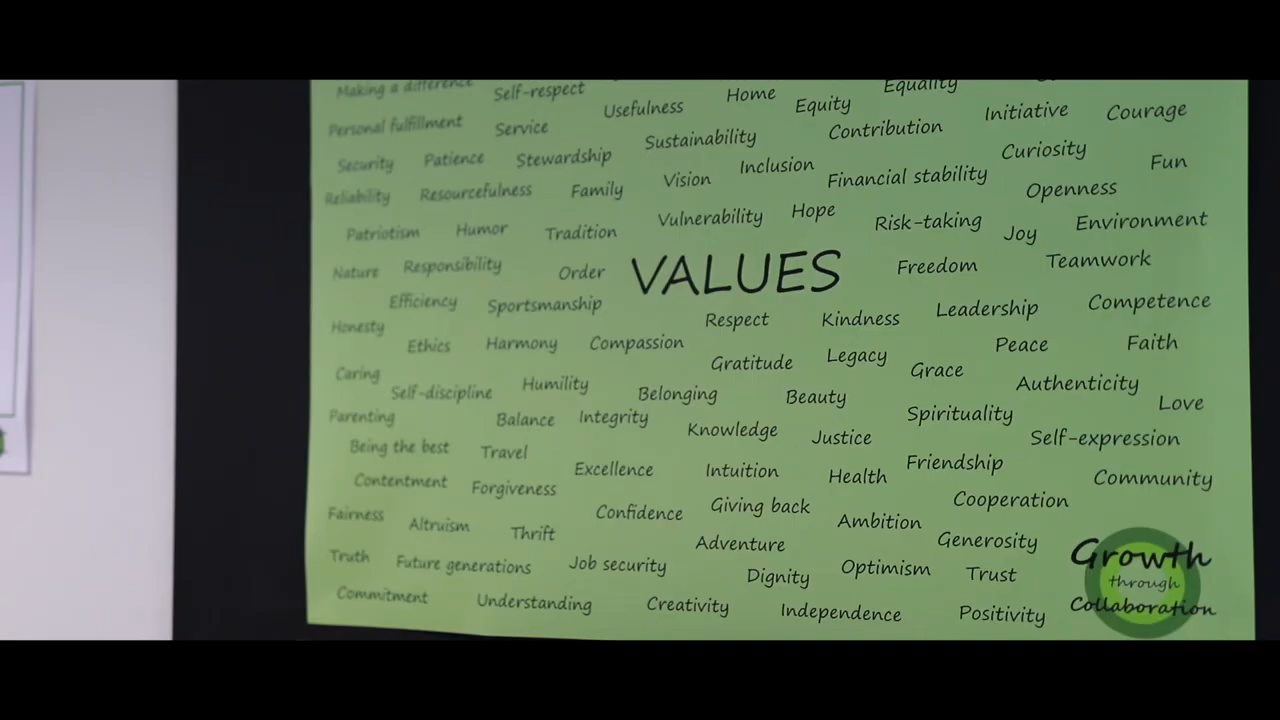 Making a difference Self-respect Usefulness Home Equity Equality
Personal fulfillment Service Sustainability Contribution Initiative Courage
Security Patience Stewardship Vision Inclusion Financial stability Curiosity Fun
Reliability Resourcefulness Family Vulnerability Hope Risk-taking Openness
Patriotism Humor Tradition Joy Environment
Nature Responsibility Order VALUES Freedom Teamwork
Efficiency Sportsmanship Respect Kindness Leadership Competence
Honesty Ethics Harmony Compassion Gratitude Legacy Peace Faith
Caring Self-discipline Humility Belonging Beauty Grace Authenticity Love
Parenting Balance Integrity Knowledge Justice Spirituality Self-expression
Being the best Travel Excellence Intuition Health Friendship Community
Contentment Forgiveness Confidence Giving back Ambition Cooperation
Fairness Altruism Thrift Adventure Generosity
Truth Future generations Job security Dignity Optimism Trust
Commitment Understanding Creativity Independence Positivity
Growth
through
Collaboration